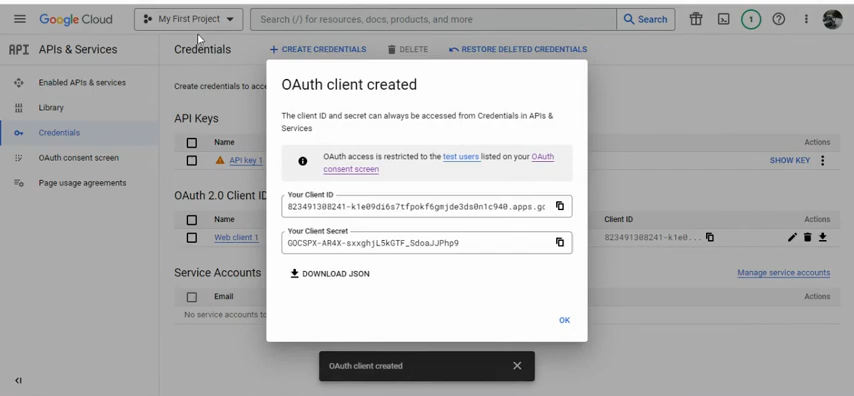 Google Cloud
My First Project
Search (/) for resources, docs, products, and more
Search
1
API APIs & Services
Credentials
CREATE CREDENTIALS
DELETE
RESTORE DELETED CREDENTIALS
Enabled APIs & services
Library
Credentials
OAuth consent screen
Page usage agreements
Create credentials to acce
API Keys
Name
Actions
API key 1
SHOW KEY
OAuth 2.0 Client ID
Name
Client ID
Actions
Web client 1
823491308241-k1e0...
Service Accounts
Manage service accounts
Email
Actions
No service accounts to
OAuth client created
The client ID and secret can always be accessed from Credentials in APIs &
Services
OAuth access is restricted to the test users listed on your OAuth
consent screen
Your Client ID
823491308241-k1e09di6s7tfpokf6gmjde3ds0n1c940.apps.gc
Your Client Secret
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
DOWNLOAD JSON
OK
OAuth client created